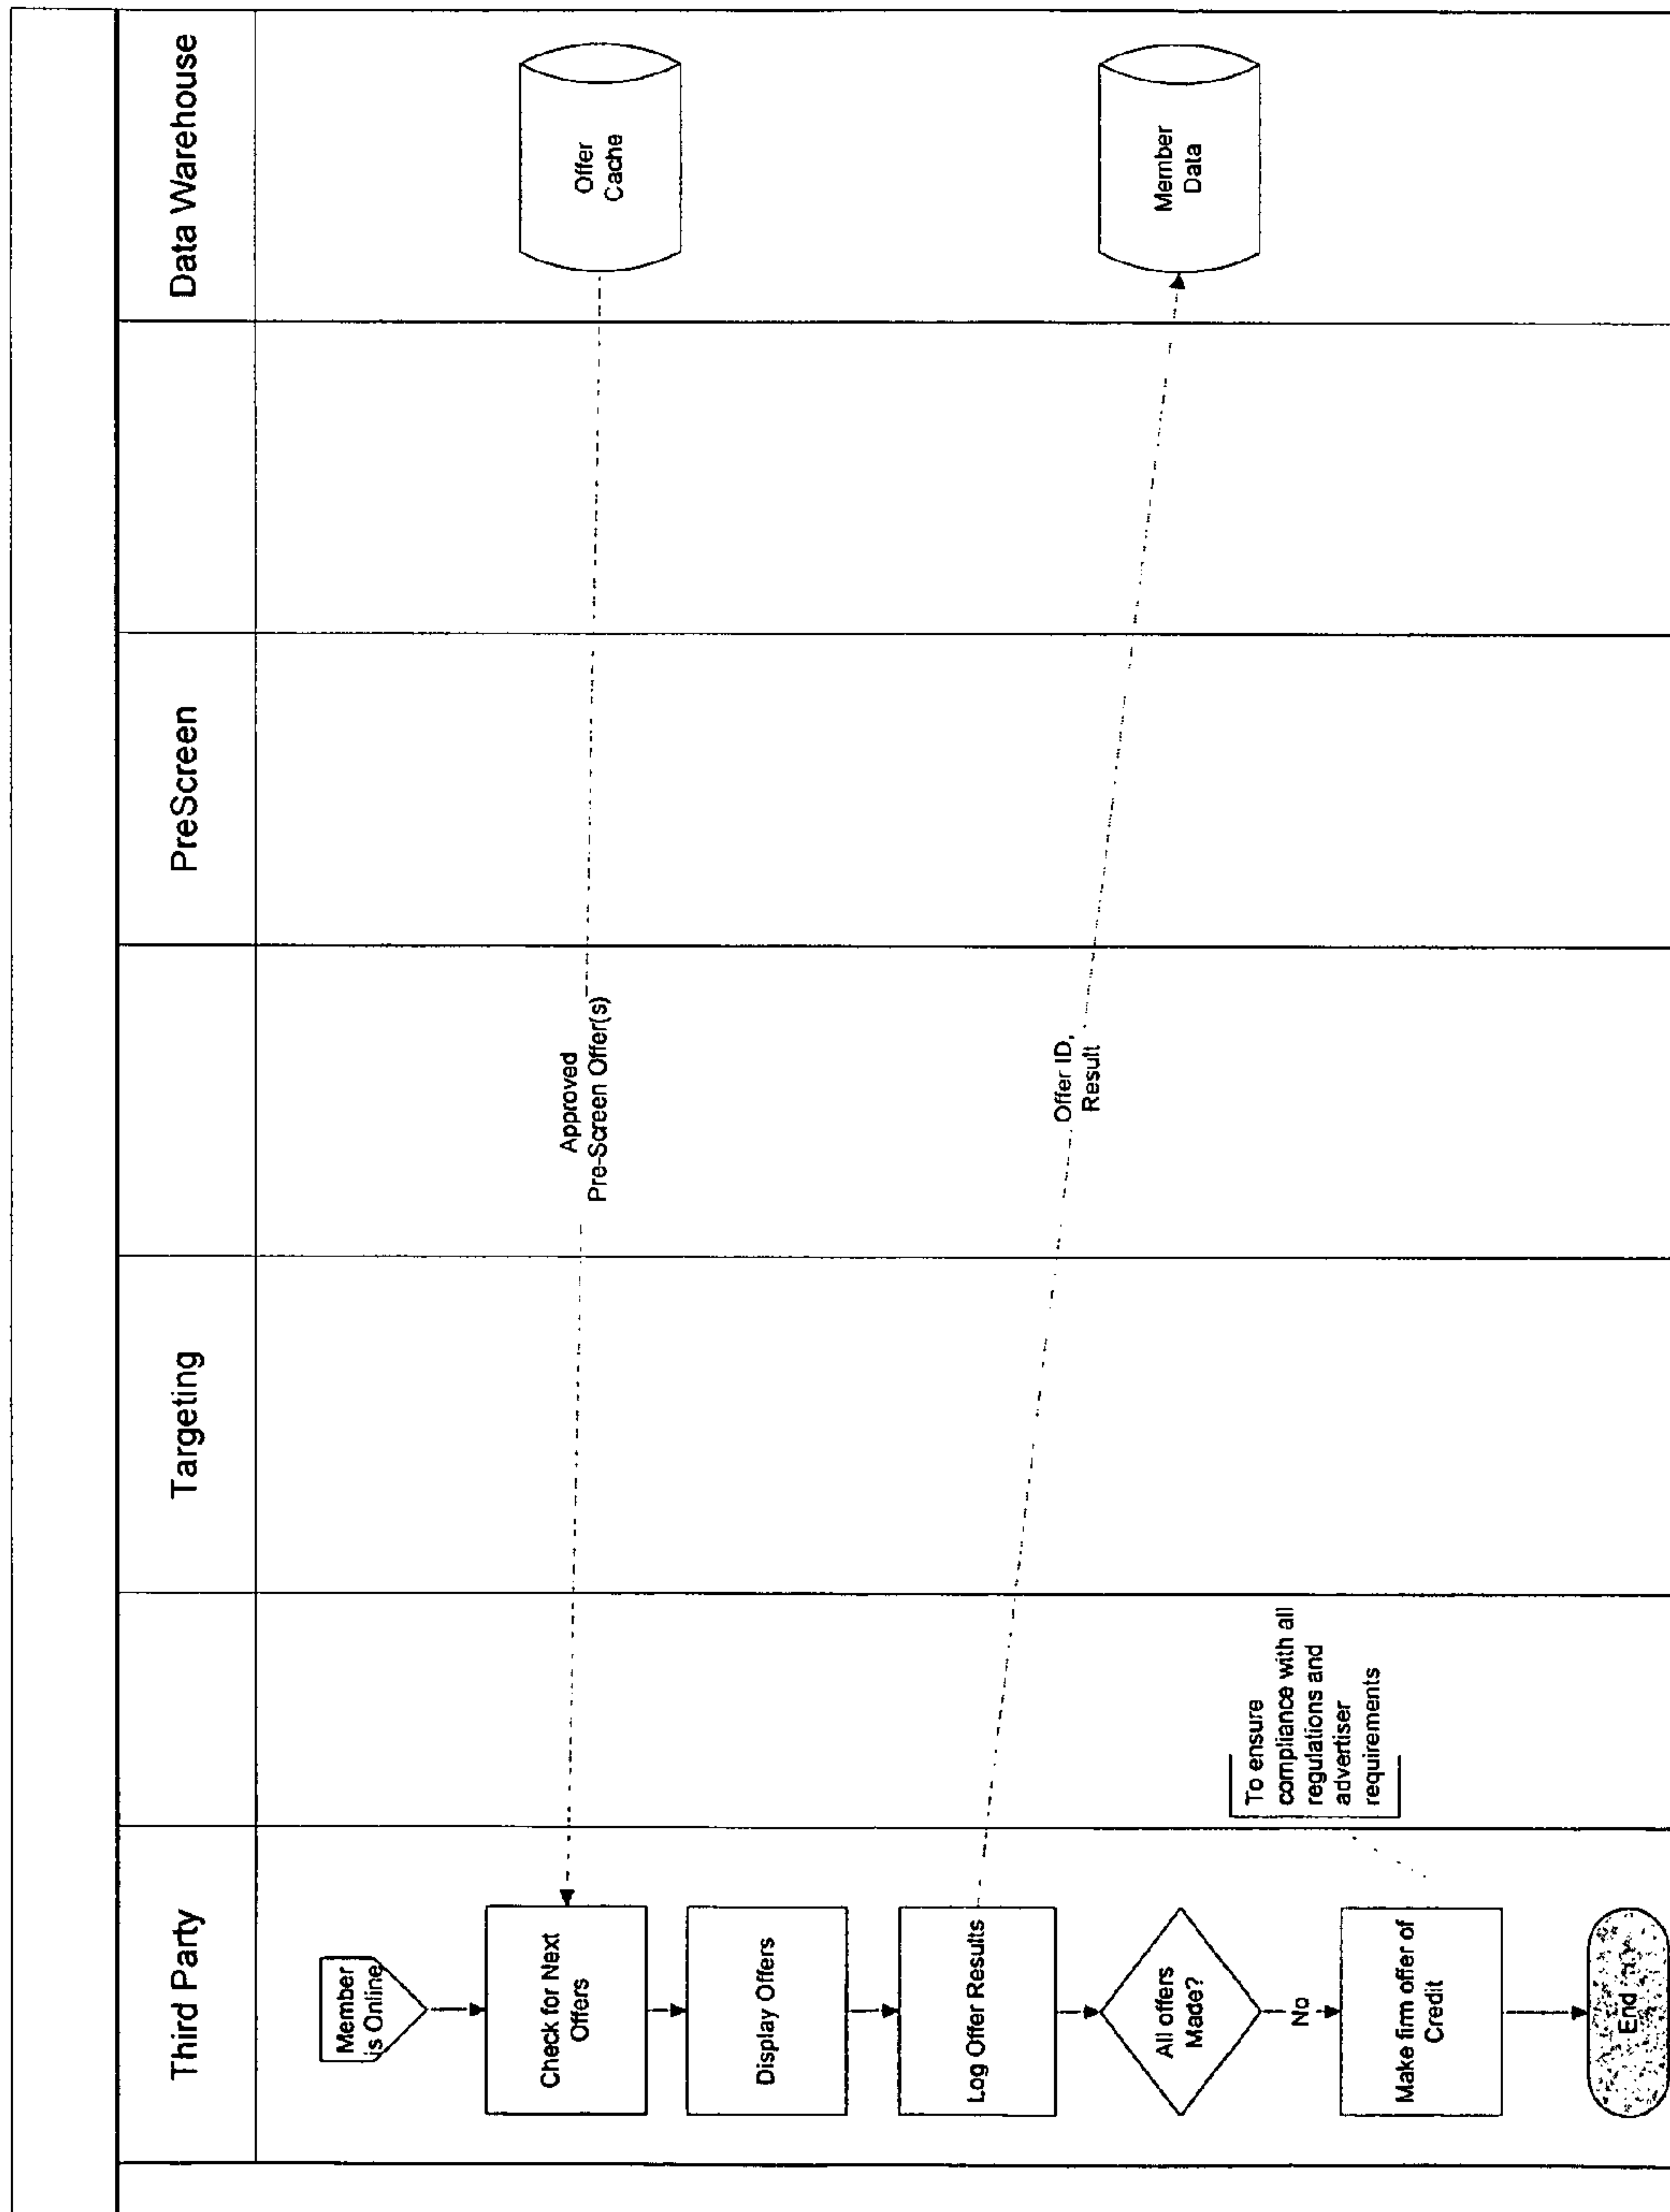 Third Party
Targeting
PreScreen
Data Warehouse
Member
is Online
Check for Next
Offers
Approved
Pre-Screen Offer(s)
Offer
Cache
Display Offers
Log Offer Results
Offer ID,
Result
Member
Data
All offers
Made?
No
To ensure
compliance with all
regulations and
advertiser
requirements
Make firm offer of
Credit
End